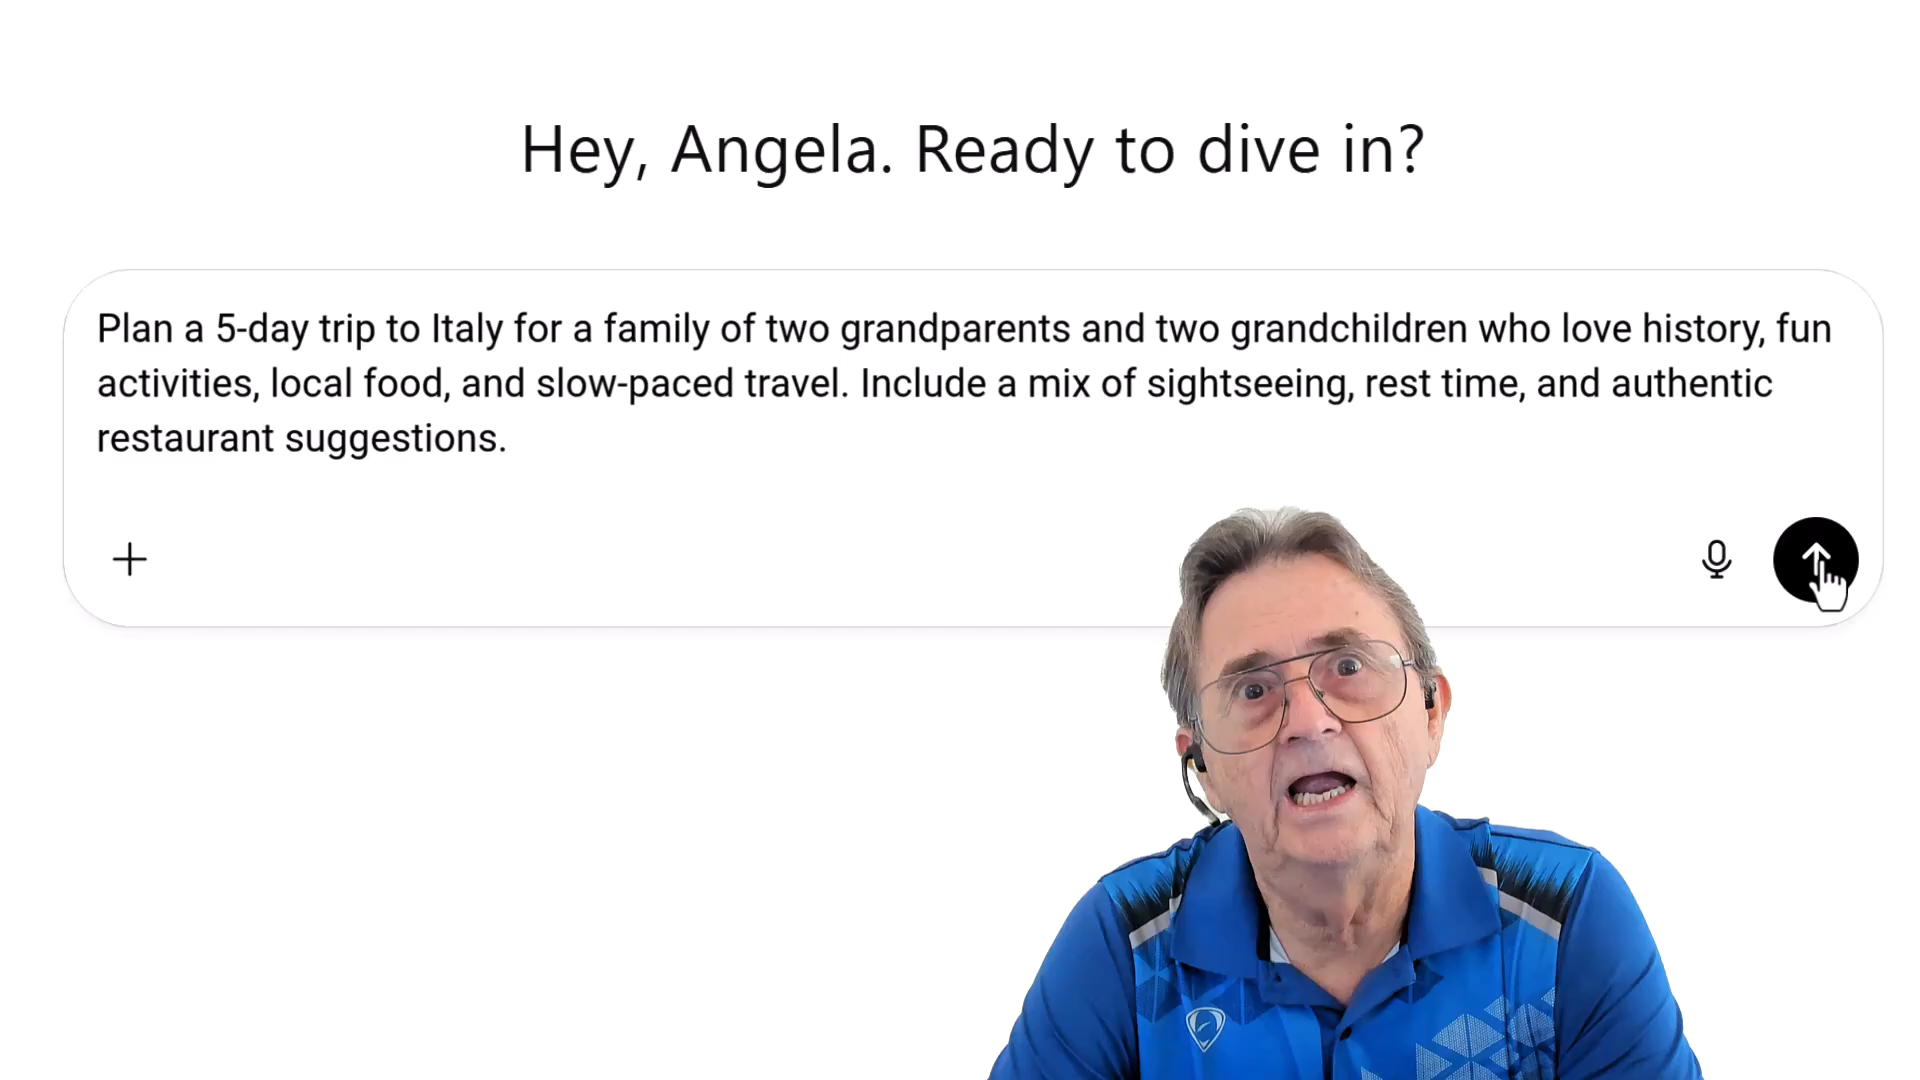 Hey, Angela. Ready to dive in?
Plan a 5-day trip to Italy for a family of two grandparents and two grandchildren who love history, fun
activities, local food, and slow-paced travel. Include a mix of sightseeing, rest time, and authentic
restaurant suggestions.